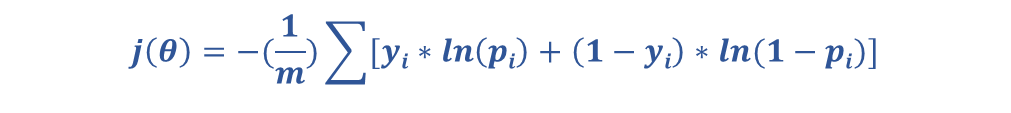 j(θ) = −(1/m) ∑[yᵢ * ln(pᵢ) + (1 − yᵢ) * ln(1 − pᵢ)]